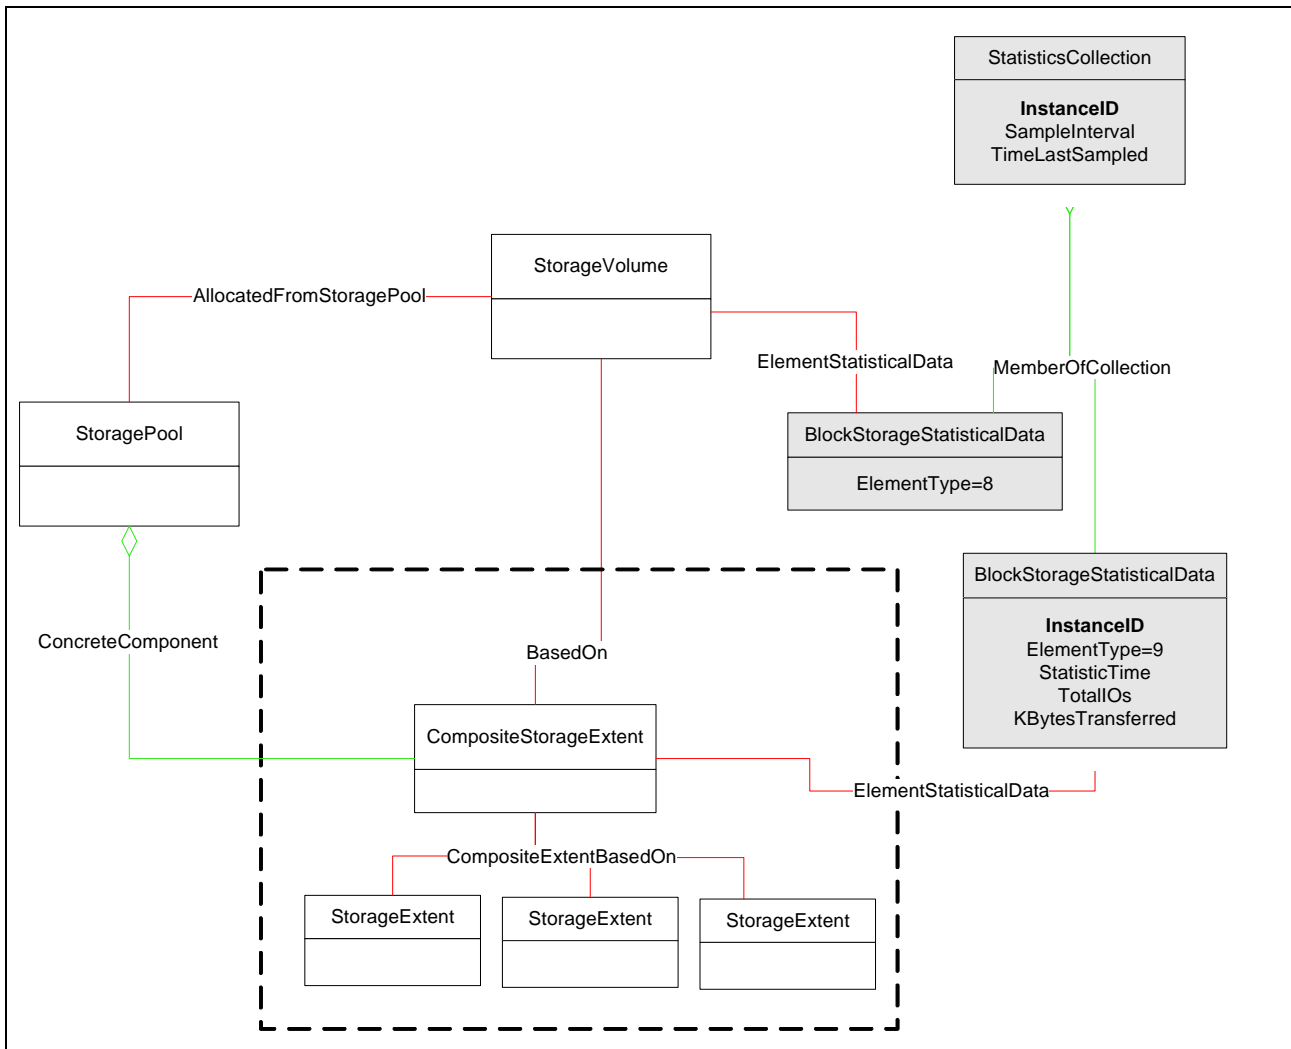 StatisticsCollection
InstanceID
SampleInterval
TimeLastSampled
StorageVolume
AllocatedFromStoragePool
ElementStatisticalData
MemberOfCollection
StoragePool
BlockStorageStatisticalData
ElementType=8
BlockStorageStatisticalData
InstanceID
ElementType=9
StatisticTime
TotalIOs
KBytesTransferred
ConcreteComponent
BasedOn
CompositeStorageExtent
ElementStatisticalData
CompositeExtentBasedOn
StorageExtent
StorageExtent
StorageExtent